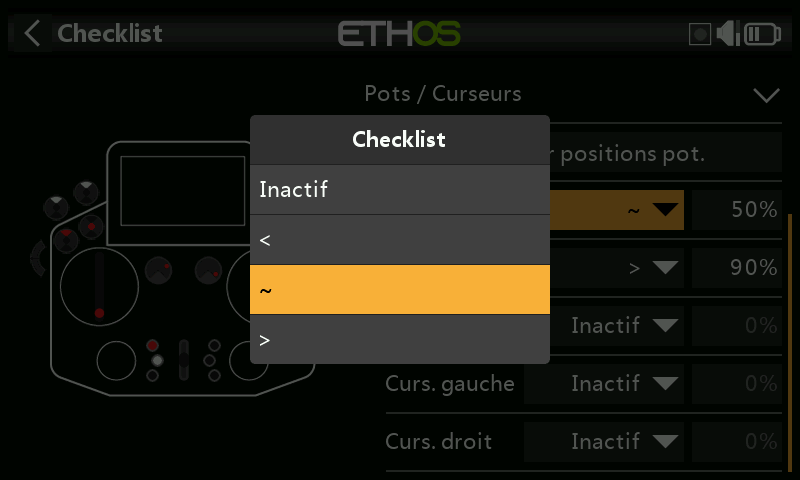 Checklist
ETHOS
Pots / Curseurs
r positions pot.
~ 50%
> 90%
Inactif 0%
Curs. gauche Inactif 0%
Curs. droit Inactif 0%
Checklist
Inactif
<
~
>